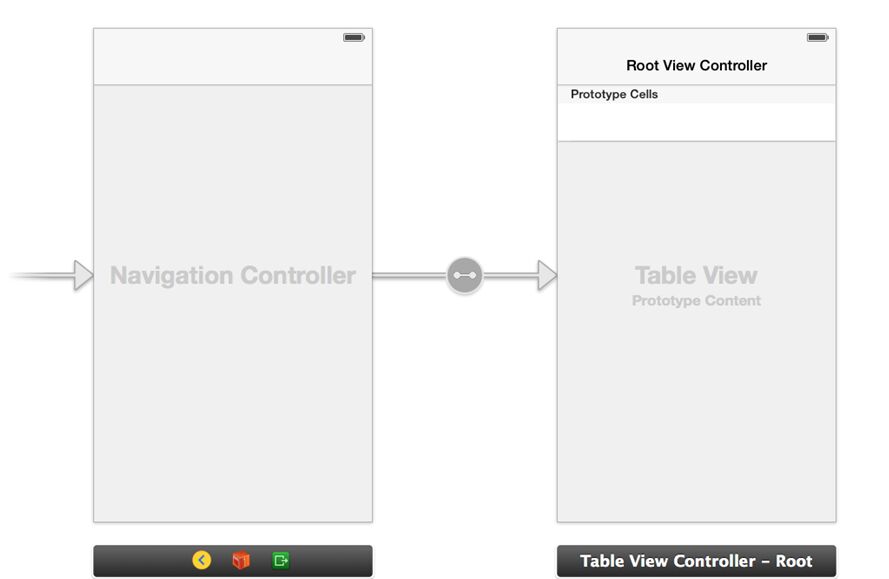 Root View Controller
Prototype Cells
Navigation Controller
Table View
Prototype Content
Table View Controller – Root